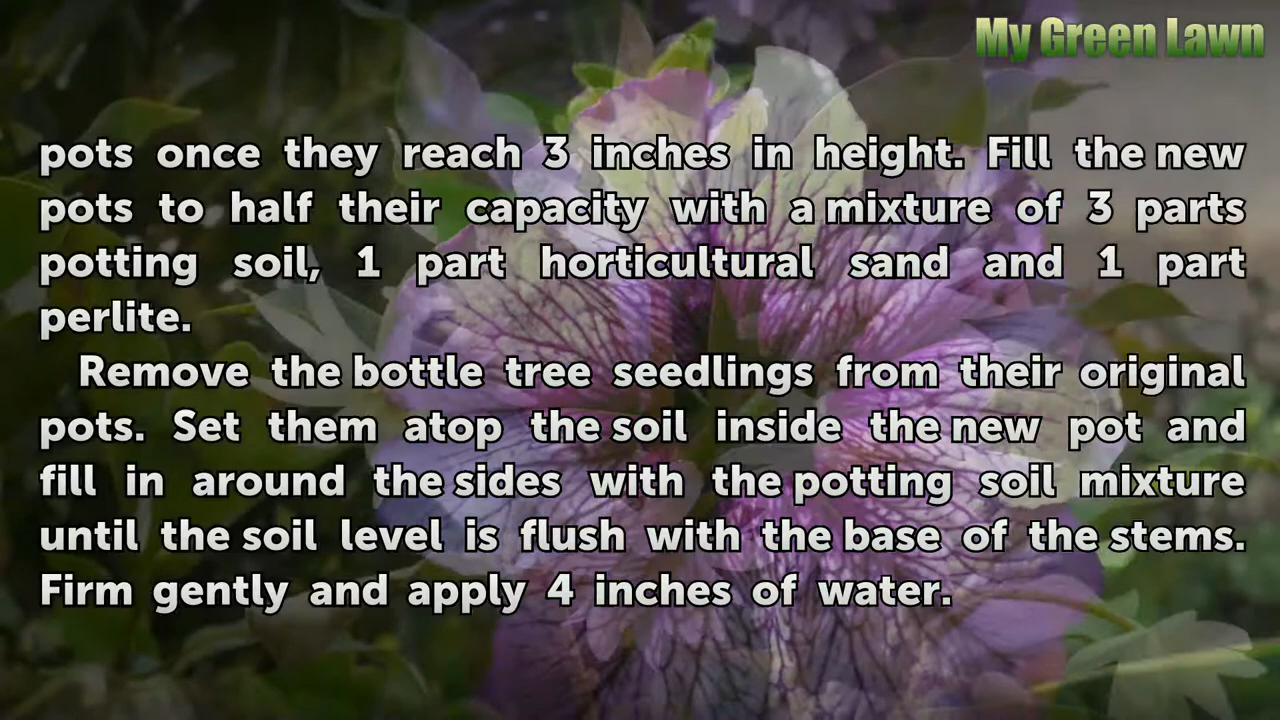 My Green Lawn
pots once they reach 3 inches in height. Fill the new
pots to half their capacity with a mixture of 3 parts
potting soil, 1 part horticultural sand and 1 part
perlite.
Remove the bottle tree seedlings from their original
pots. Set them atop the soil inside the new pot and
fill in around the sides with the potting soil mixture
until the soil level is flush with the base of the stems.
Firm gently and apply 4 inches of water.